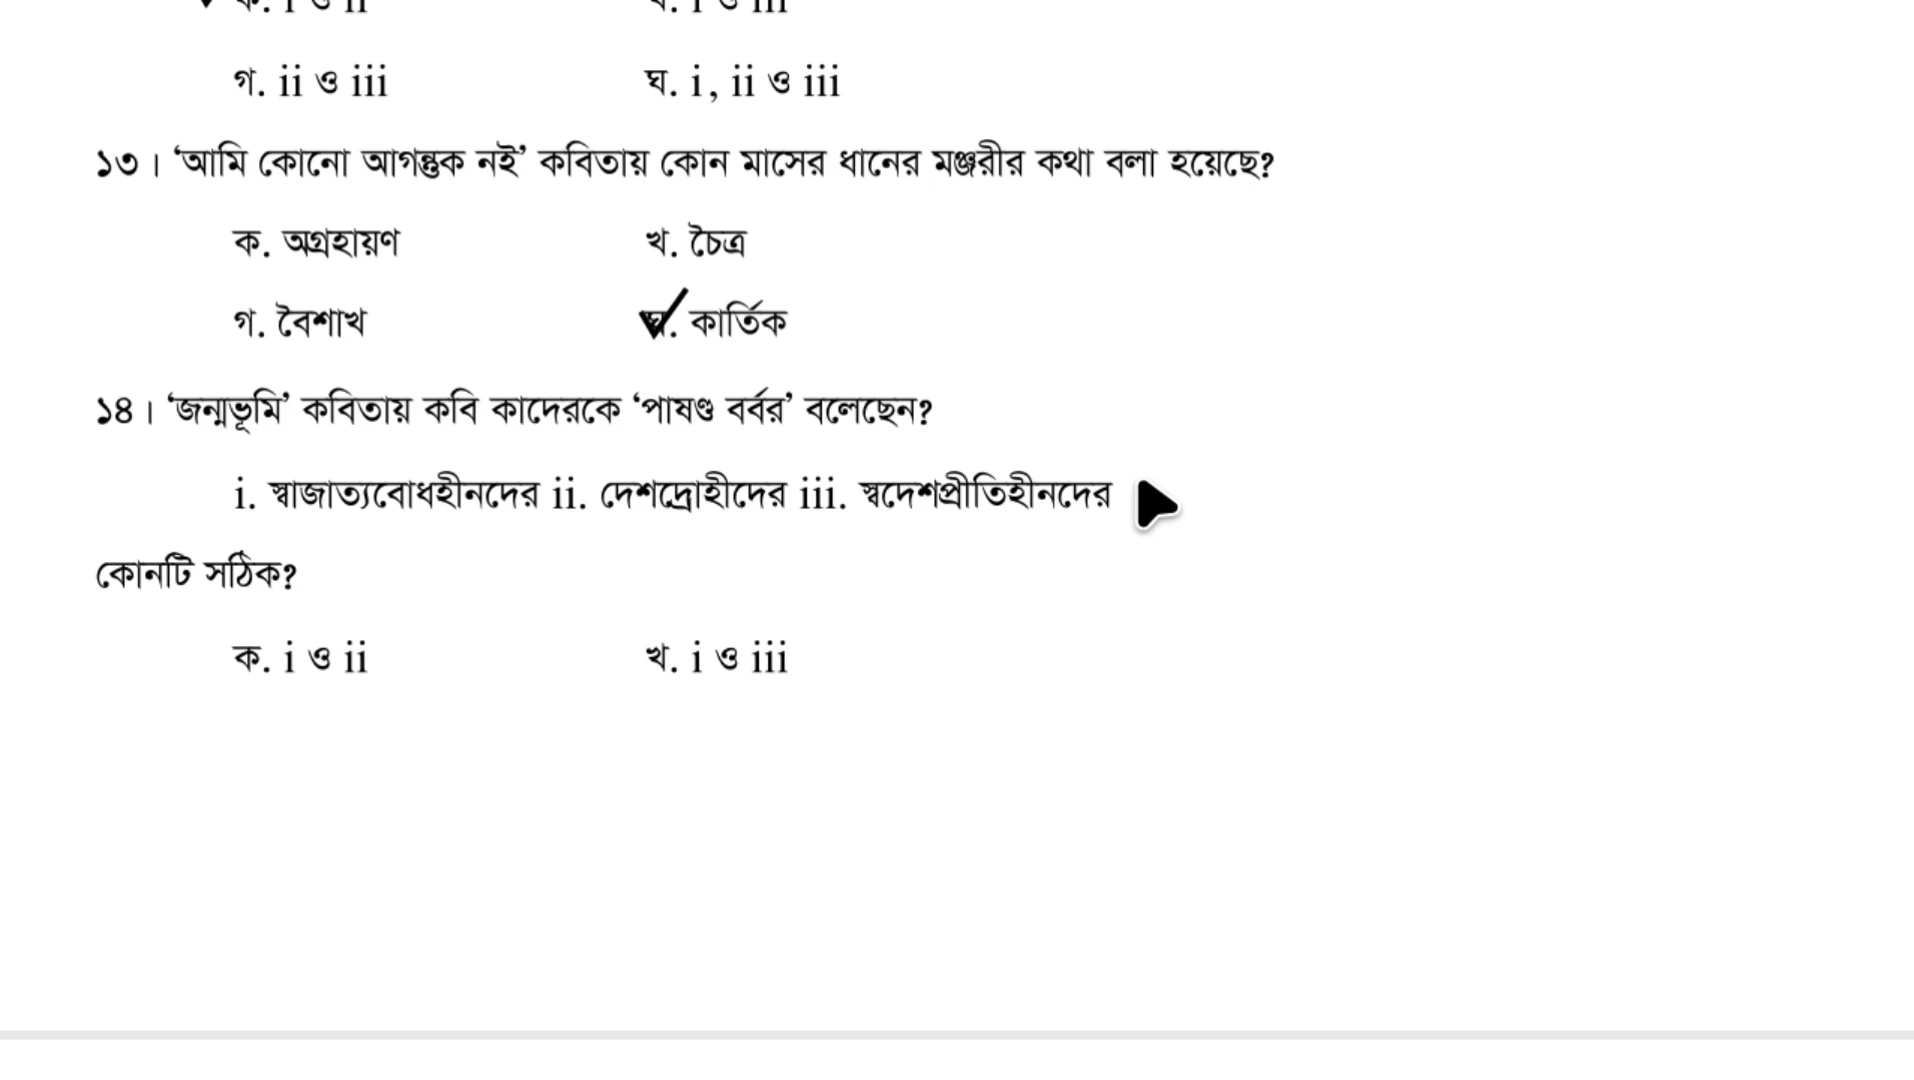 ক. i ও ii খ. i ও iii
গ. ii ও iii ঘ. i, ii ও iii
১৩। ‘আমি কোনো আগন্তুক নই’ কবিতায় কোন মাসের ধানের মঞ্জরীর কথা বলা হয়েছে?
ক. অগ্রহায়ণ খ. চৈত্র
গ. বৈশাখ ঘ. কার্তিক
১৪। ‘জন্মভূমি’ কবিতায় কবি কাদেরকে ‘পাষণ্ড বর্বর’ বলেছেন?
i. স্বাজাত্যবোধহীনদের ii. দেশদ্রোহীদের iii. স্বদেশপ্রীতিহীনদের
কোনটি সঠিক?
ক. i ও ii খ. i ও iii